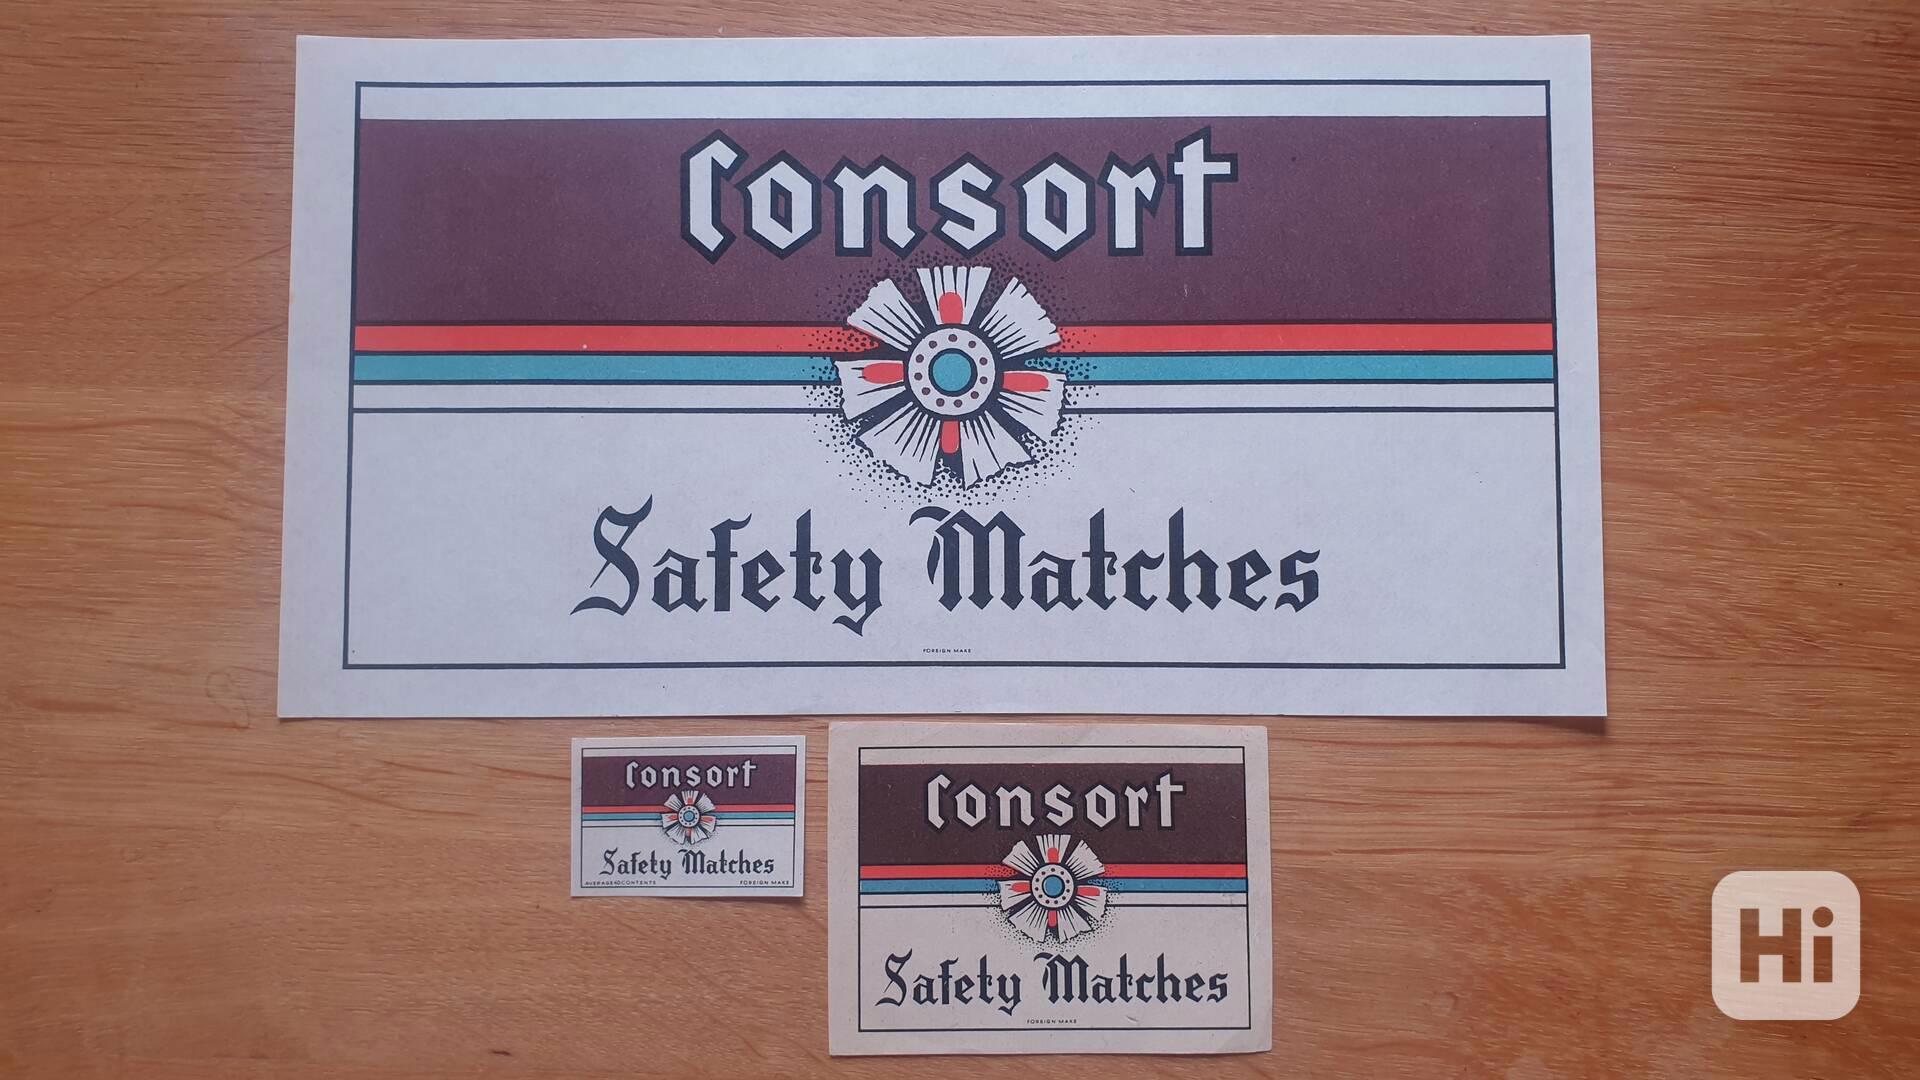 Consort
Safety Matches
FOREIGN MAKE
Consort
Safety Matches
AVERAGE 40 CONTENTS FOREIGN MAKE
Consort
Safety Matches
FOREIGN MAKE
Hi